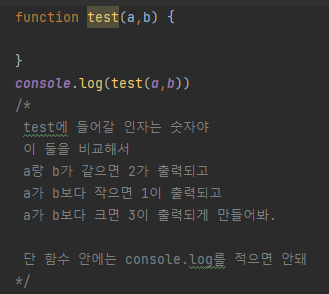 function test(a,b) {
}
console.log(test(a,b))
/*
test에 들어갈 인자는 숫자야
이 둘을 비교해서
a랑 b가 같으면 2가 출력되고
a가 b보다 작으면 1이 출력되고
a가 b보다 크면 3이 출력되게 만들어봐.
단 함수 안에는 console.log를 적으면 안돼
*/